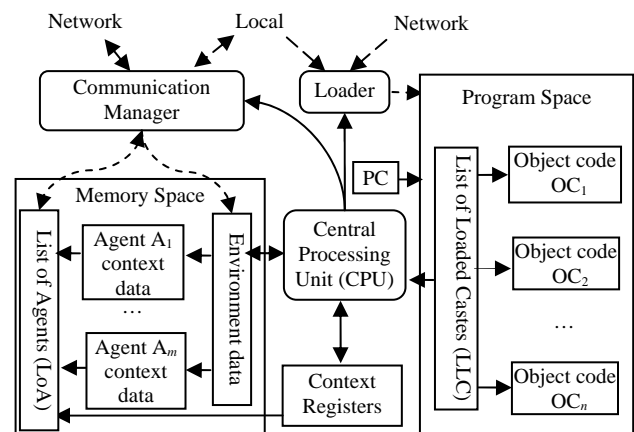 Network
Local
Network
Communication
Manager
Loader
Program Space
PC
Object code
OC1
Memory Space
List of Agents (LoA)
Agent A1
context
data
…
Agent Am
context
data
Environment data
Central
Processing
Unit (CPU)
Context
Registers
List of Loaded Castes (LLC)
Object code
OC2
…
Object code
OCn